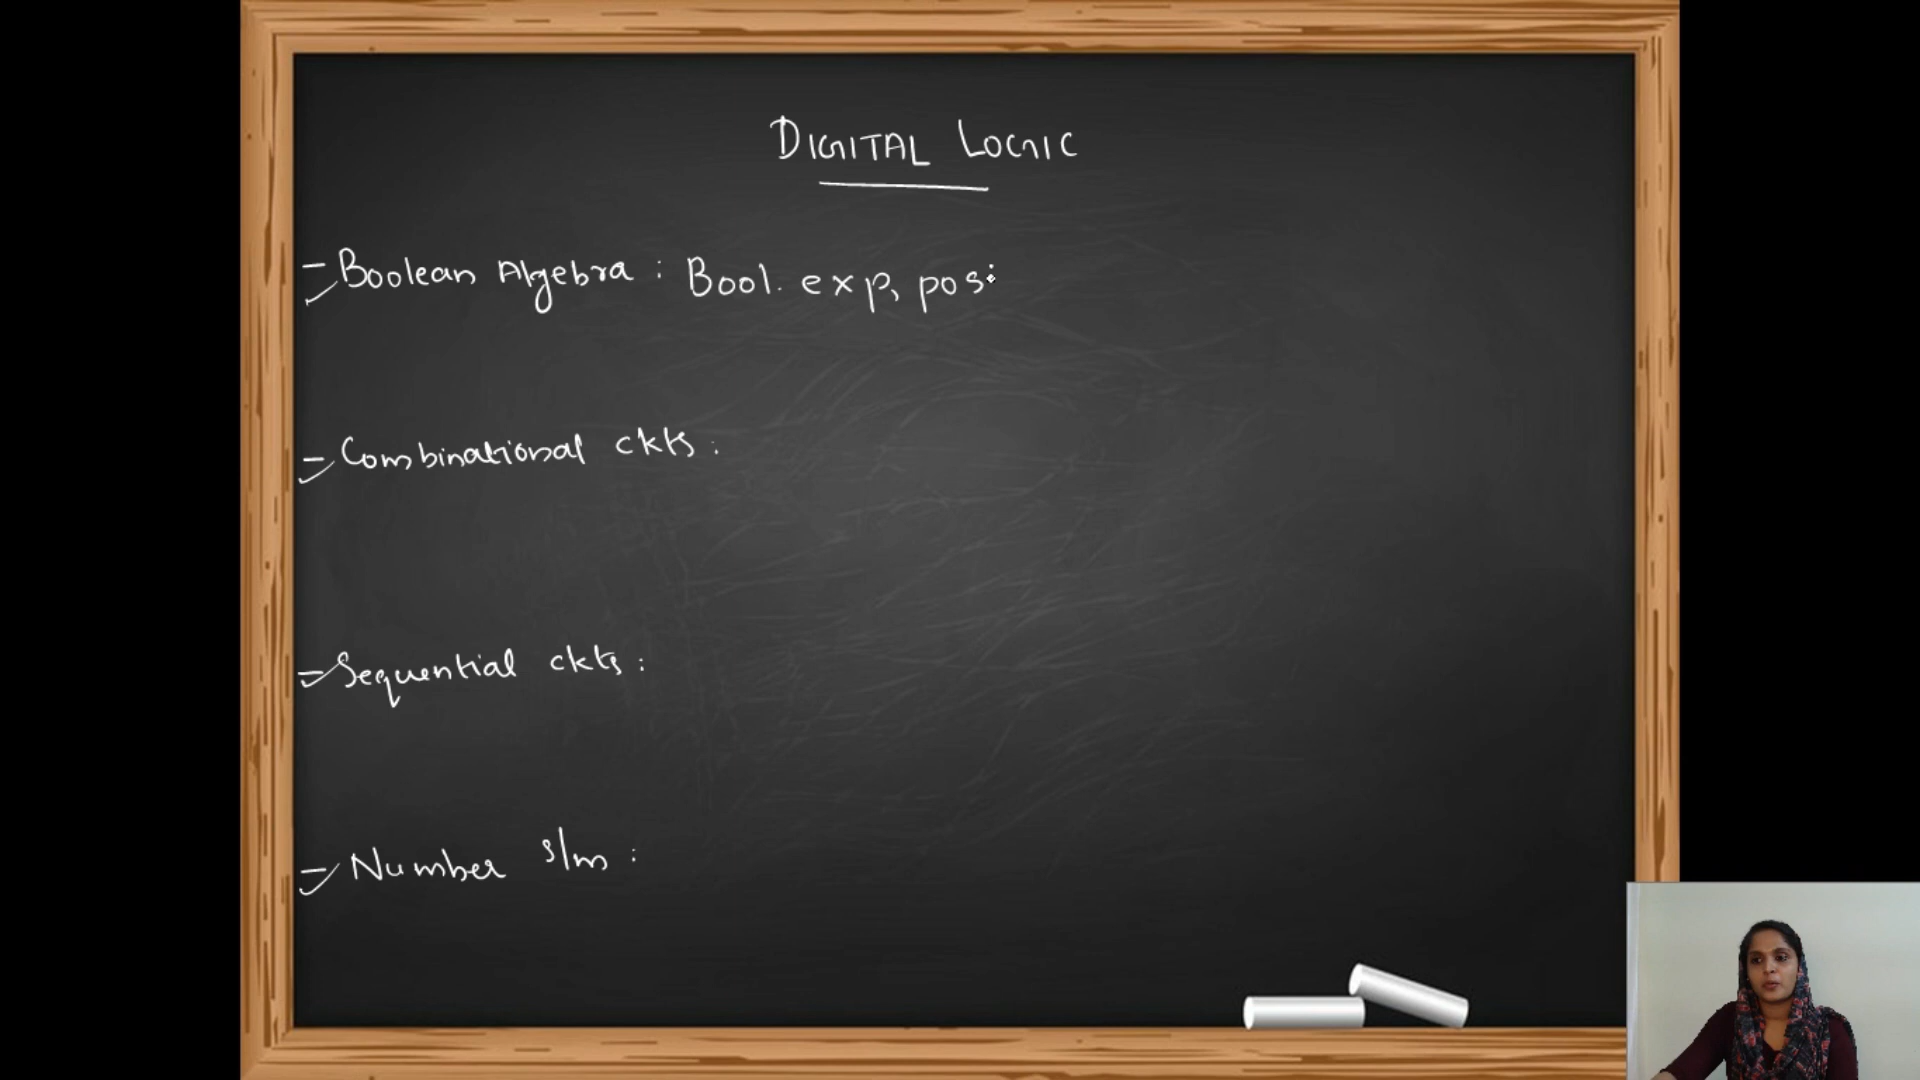 DIGITAL LOGIC
Boolean Algebra : Bool. exp, pos
Combinational ckts :
Sequential ckts :
Number s/m :